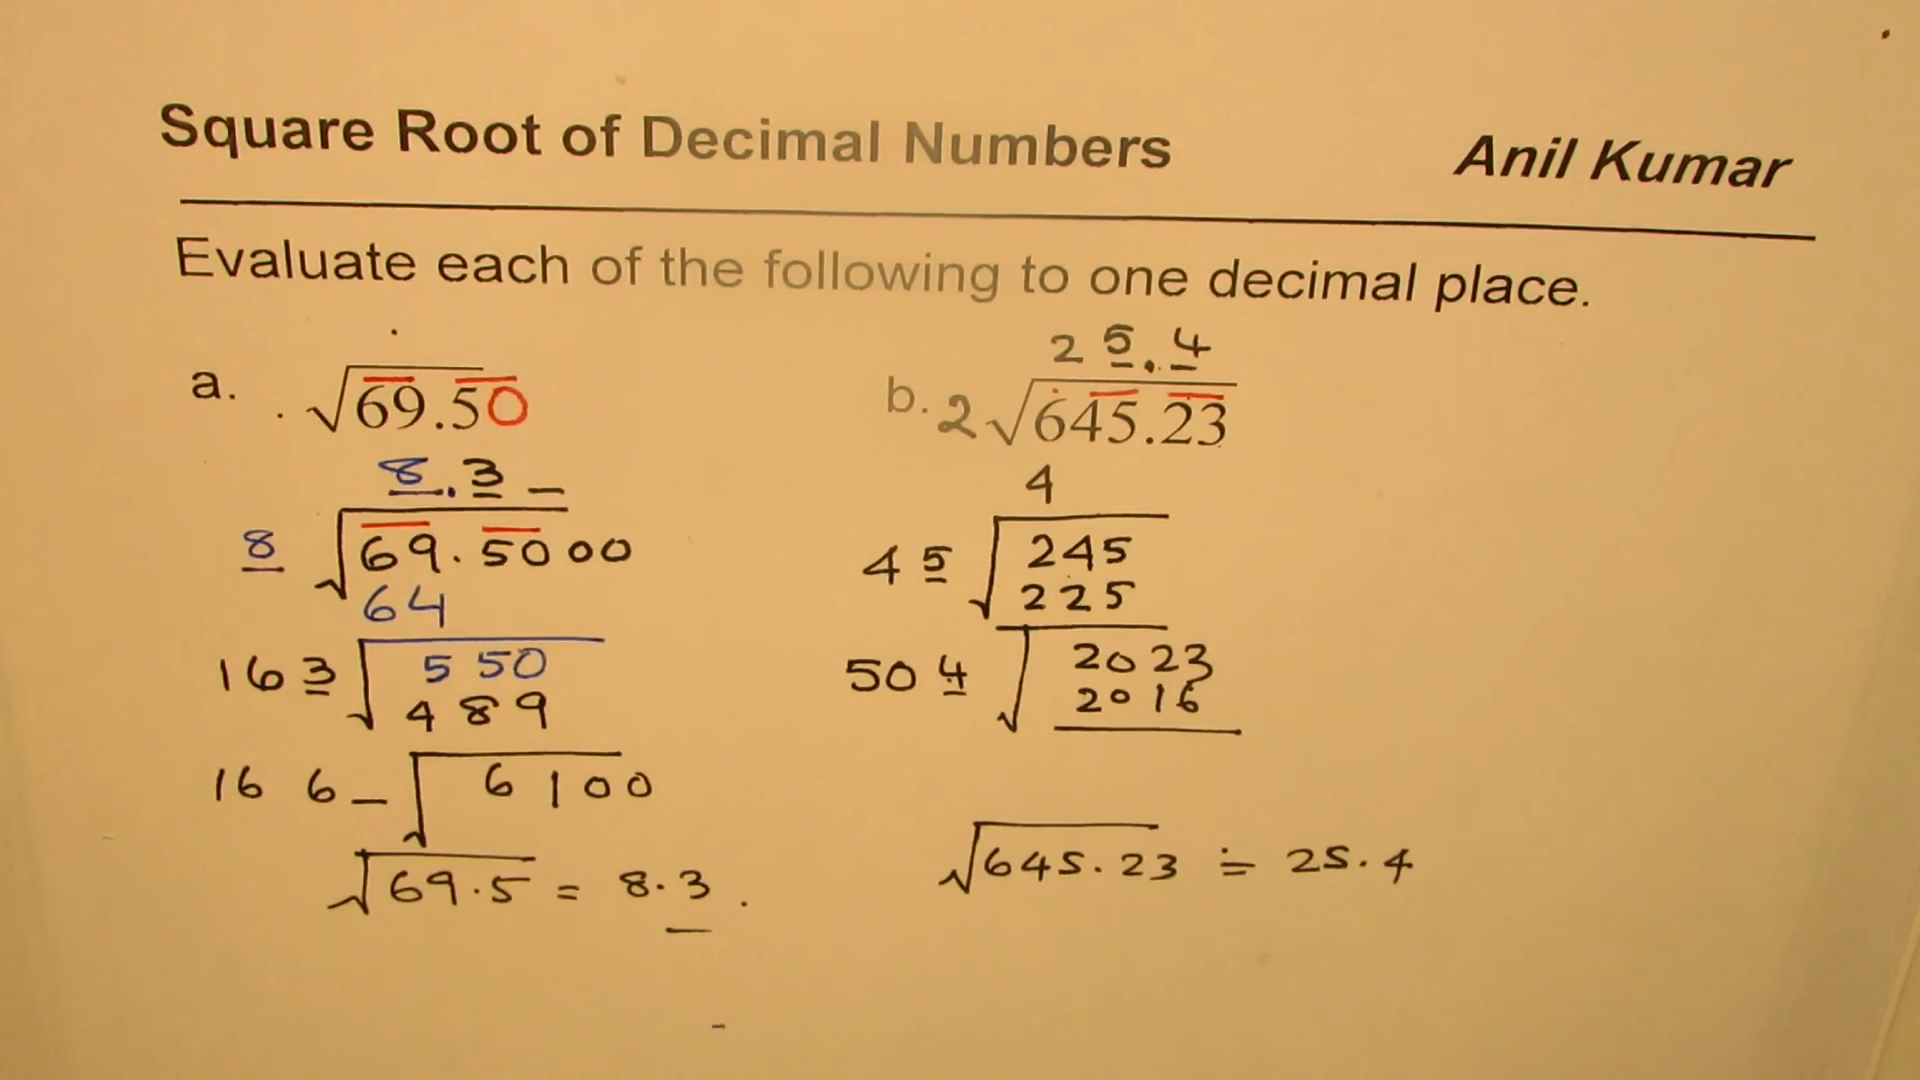 Square Root of Decimal Numbers
Anil Kumar
Evaluate each of the following to one decimal place.
a. √69.50
8.3 _
8 √69.5000
64
163 √550
489
16 6_ √6100
√69.5 = 8.3.
25.4
b. 2√645.23
4
45 √245
225
504 √2023
2016
√645.23 ≐ 25.4